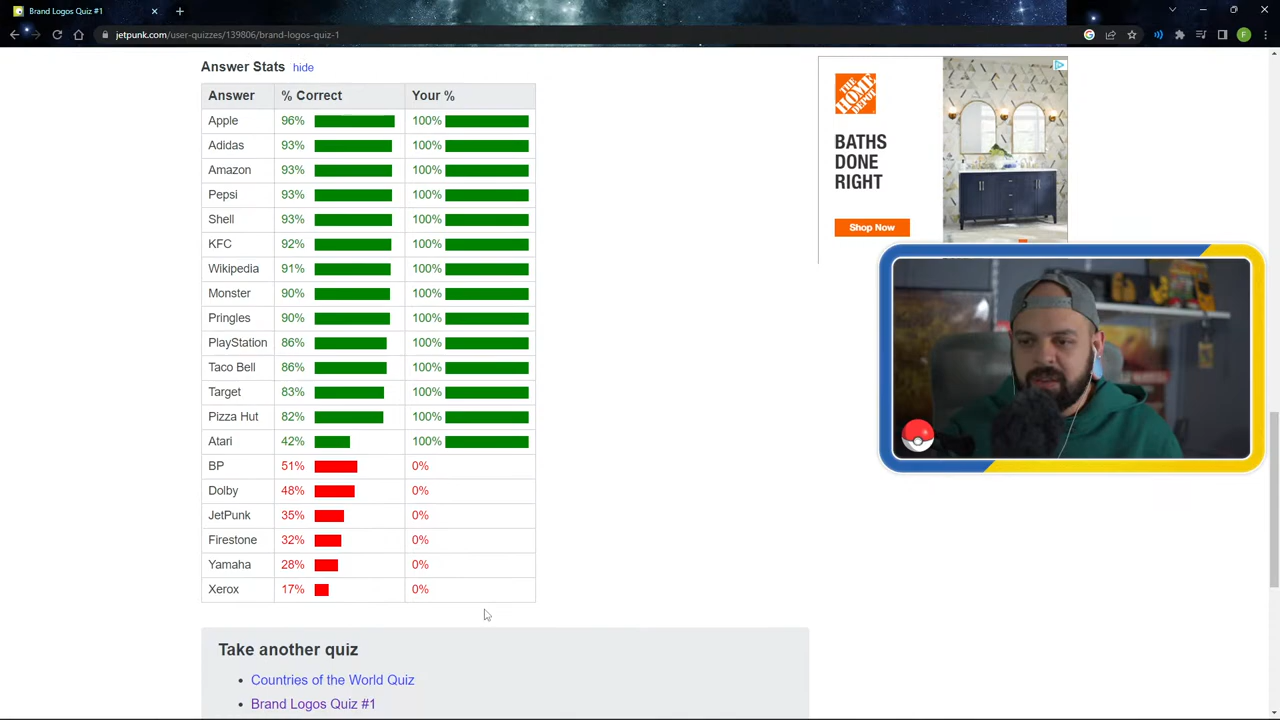 Brand Logos Quiz #1
jetpunk.com/user-quizzes/139806/brand-logos-quiz-1
F
Answer Stats hide
Answer % Correct Your %
Apple 96% 100%
Adidas 93% 100%
Amazon 93% 100%
Pepsi 93% 100%
Shell 93% 100%
KFC 92% 100%
Wikipedia 91% 100%
Monster 90% 100%
Pringles 90% 100%
PlayStation 86% 100%
Taco Bell 86% 100%
Target 83% 100%
Pizza Hut 82% 100%
Atari 42% 100%
BP 51% 0%
Dolby 48% 0%
JetPunk 35% 0%
Firestone 32% 0%
Yamaha 28% 0%
Xerox 17% 0%
Take another quiz
Countries of the World Quiz
Brand Logos Quiz #1
THE HOME DEPOT
BATHS
DONE
RIGHT
Shop Now